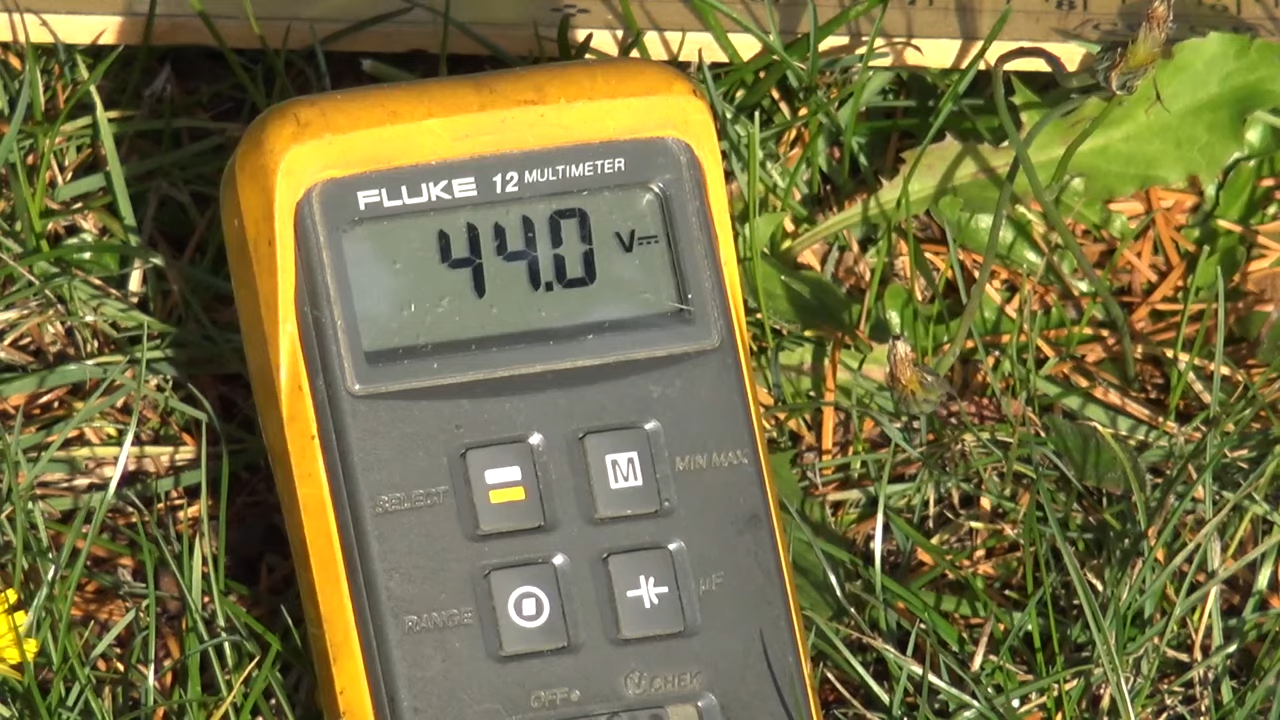 FLUKE 12 MULTIMETER
44.0 V
M MIN MAX
SELECT
RANGE
µF
OFF
CHEK